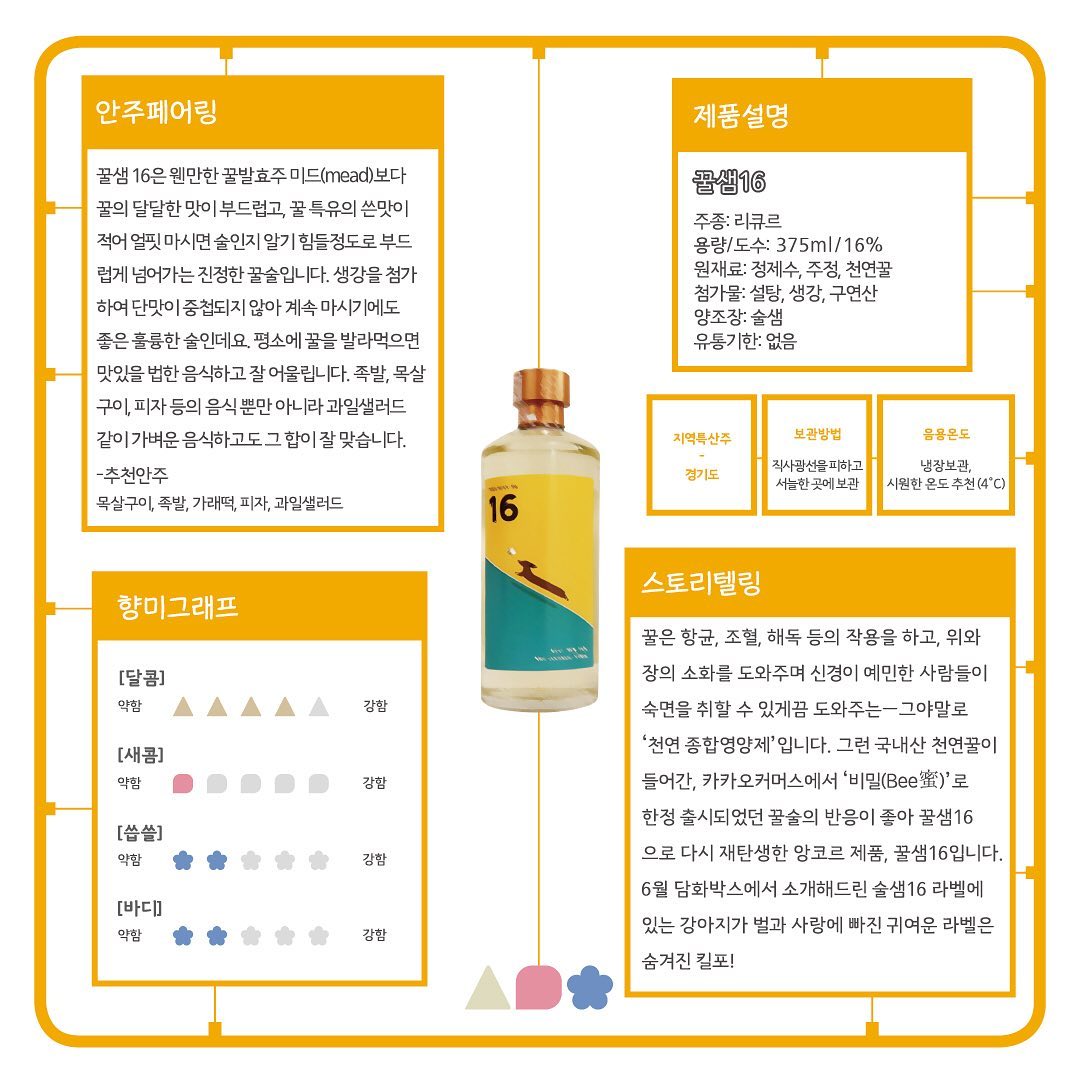 안주페어링
꿀샘 16은 웬만한 꿀발효주 미드(mead)보다
꿀의 달달한 맛이 부드럽고, 꿀 특유의 쓴맛이
적어 얼핏 마시면 술인지 알기 힘들정도로 부드
럽게 넘어가는 진정한 꿀술입니다. 생강을 첨가
하여 단맛이 중첩되지 않아 계속 마시기에도
좋은 훌륭한 술인데요. 평소에 꿀을 발라먹으면
맛있을 법한 음식하고 잘 어울립니다. 족발, 목살
구이, 피자 등의 음식 뿐만 아니라 과일샐러드
같이 가벼운 음식하고도 그 합이 잘 맞습니다.
-추천안주
목살구이, 족발, 가래떡, 피자, 과일샐러드
제품설명
꿀샘16
주종: 리큐르
용량/도수: 375ml/16%
원재료: 정제수, 주정, 천연꿀
첨가물: 설탕, 생강, 구연산
양조장: 술샘
유통기한: 없음
지역특산주
-
경기도
보관방법
직사광선을 피하고
서늘한 곳에 보관
음용온도
냉장보관,
시원한 온도 추천 (4˚C)
16
향미그래프
[달콤]
약함 강함
[새콤]
약함 강함
[씁쓸]
약함 강함
[바디]
약함 강함
스토리텔링
꿀은 항균, 조혈, 해독 등의 작용을 하고, 위와
장의 소화를 도와주며 신경이 예민한 사람들이
숙면을 취할 수 있게끔 도와주는—그야말로
‘천연 종합영양제’입니다. 그런 국내산 천연꿀이
들어간, 카카오커머스에서 ‘비밀(Bee蜜)’로
한정 출시되었던 꿀술의 반응이 좋아 꿀샘16
으로 다시 재탄생한 앙코르 제품, 꿀샘16입니다.
6월 담화박스에서 소개해드린 술샘16 라벨에
있는 강아지가 벌과 사랑에 빠진 귀여운 라벨은
숨겨진 킬포!